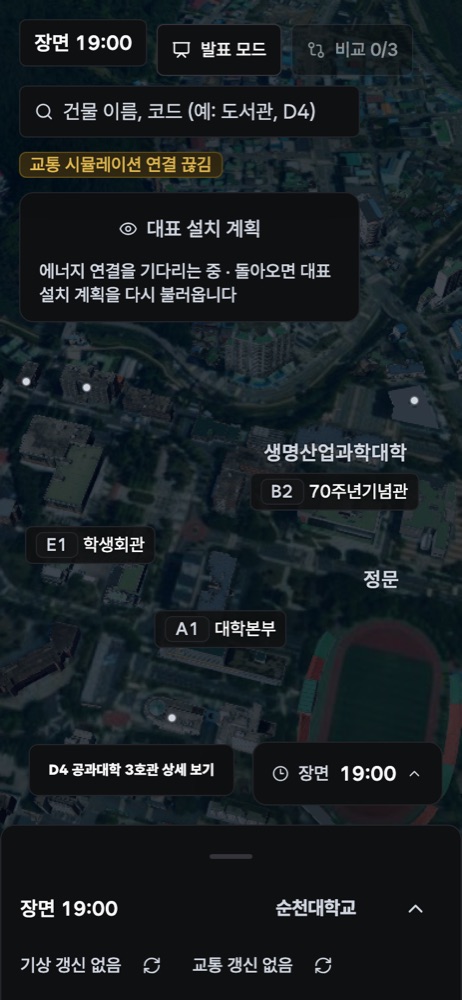 장면 19:00
발표 모드
비교 0/3
건물 이름, 코드 (예: 도서관, D4)
교통 시뮬레이션 연결 끊김
대표 설치 계획
에너지 연결을 기다리는 중 · 돌아오면 대표
설치 계획을 다시 불러옵니다
생명산업과학대학
B2 70주년기념관
E1 학생회관
정문
A1 대학본부
D4 공과대학 3호관 상세 보기
장면 19:00
장면 19:00
순천대학교
기상 갱신 없음
교통 갱신 없음